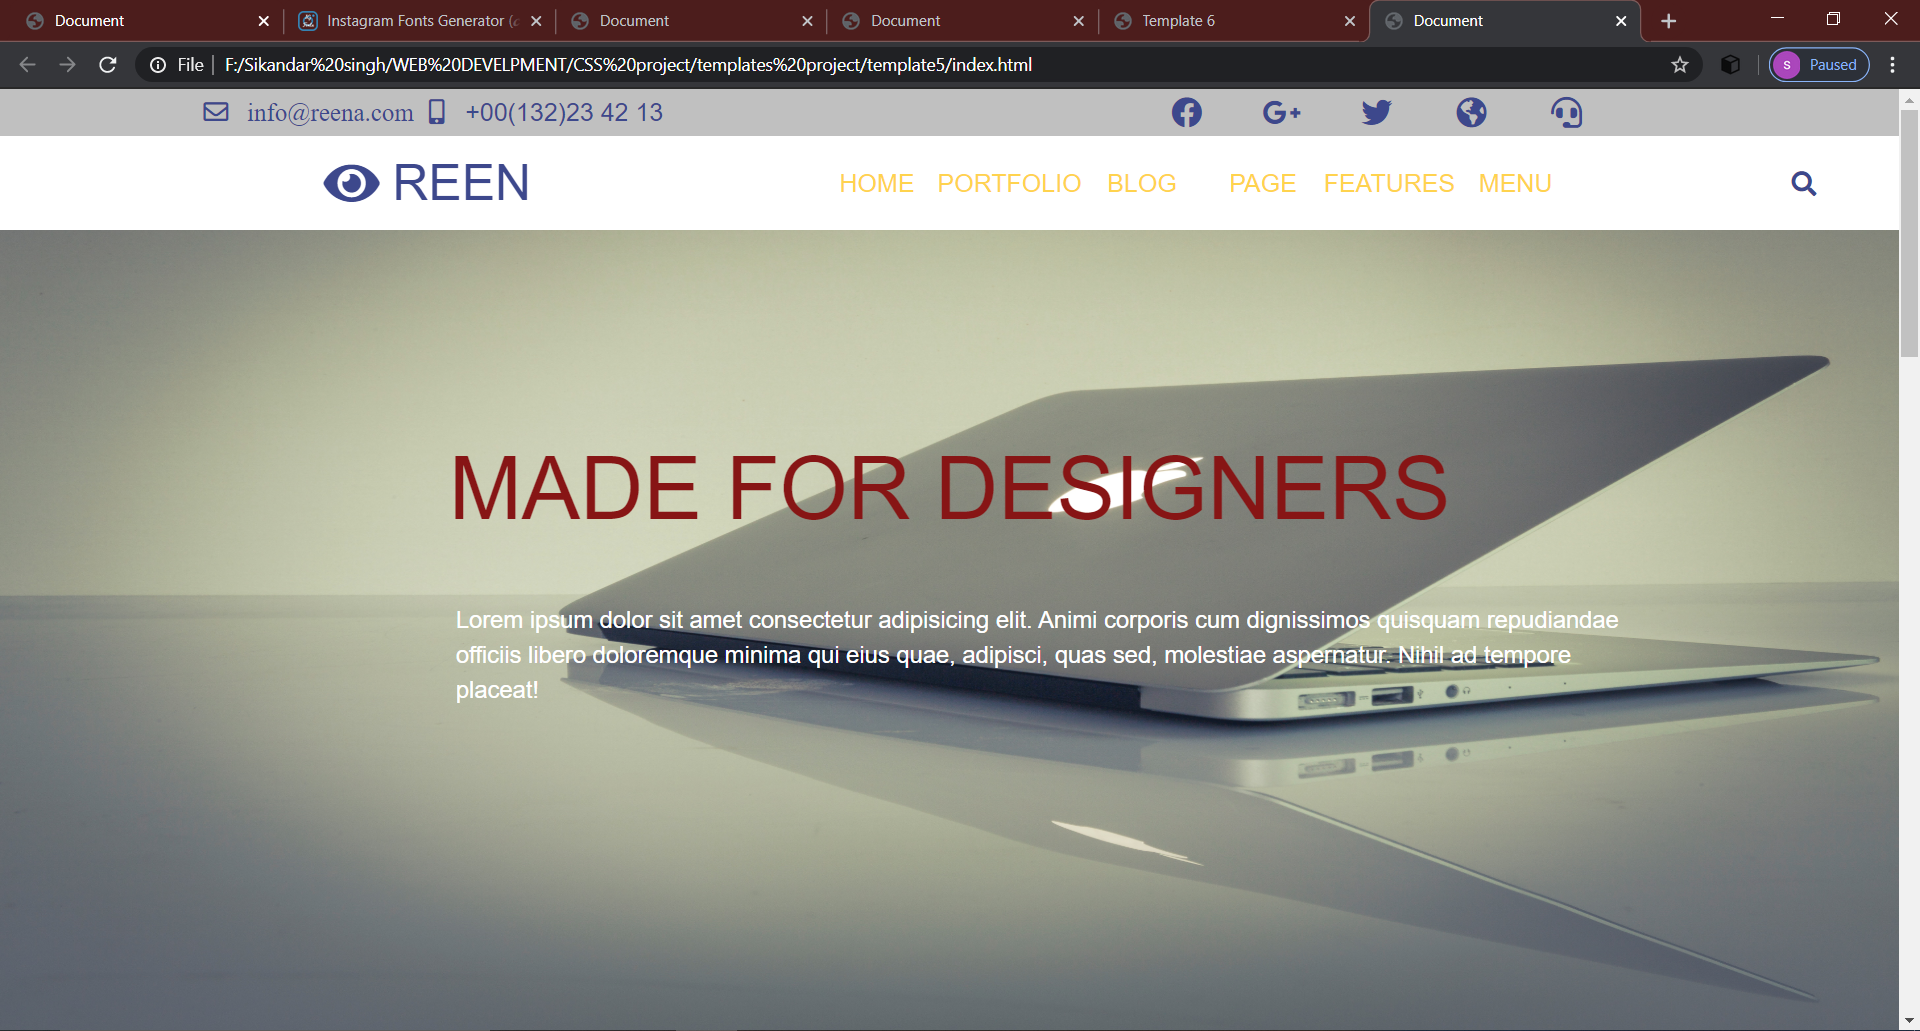 Document
Instagram Fonts Generator (
Document
Document
Template 6
Document
File
F:/Sikandar%20singh/WEB%20DEVELPMENT/CSS%20project/templates%20project/template5/index.html
S
Paused
info@reena.com
+00(132)23 42 13
REEN
HOME
PORTFOLIO
BLOG
PAGE
FEATURES
MENU
MADE FOR DESIGNERS
Lorem ipsum dolor sit amet consectetur adipisicing elit. Animi corporis cum dignissimos quisquam repudiandae
officiis libero doloremque minima qui eius quae, adipisci, quas sed, molestiae aspernatur. Nihil ad tempore
placeat!